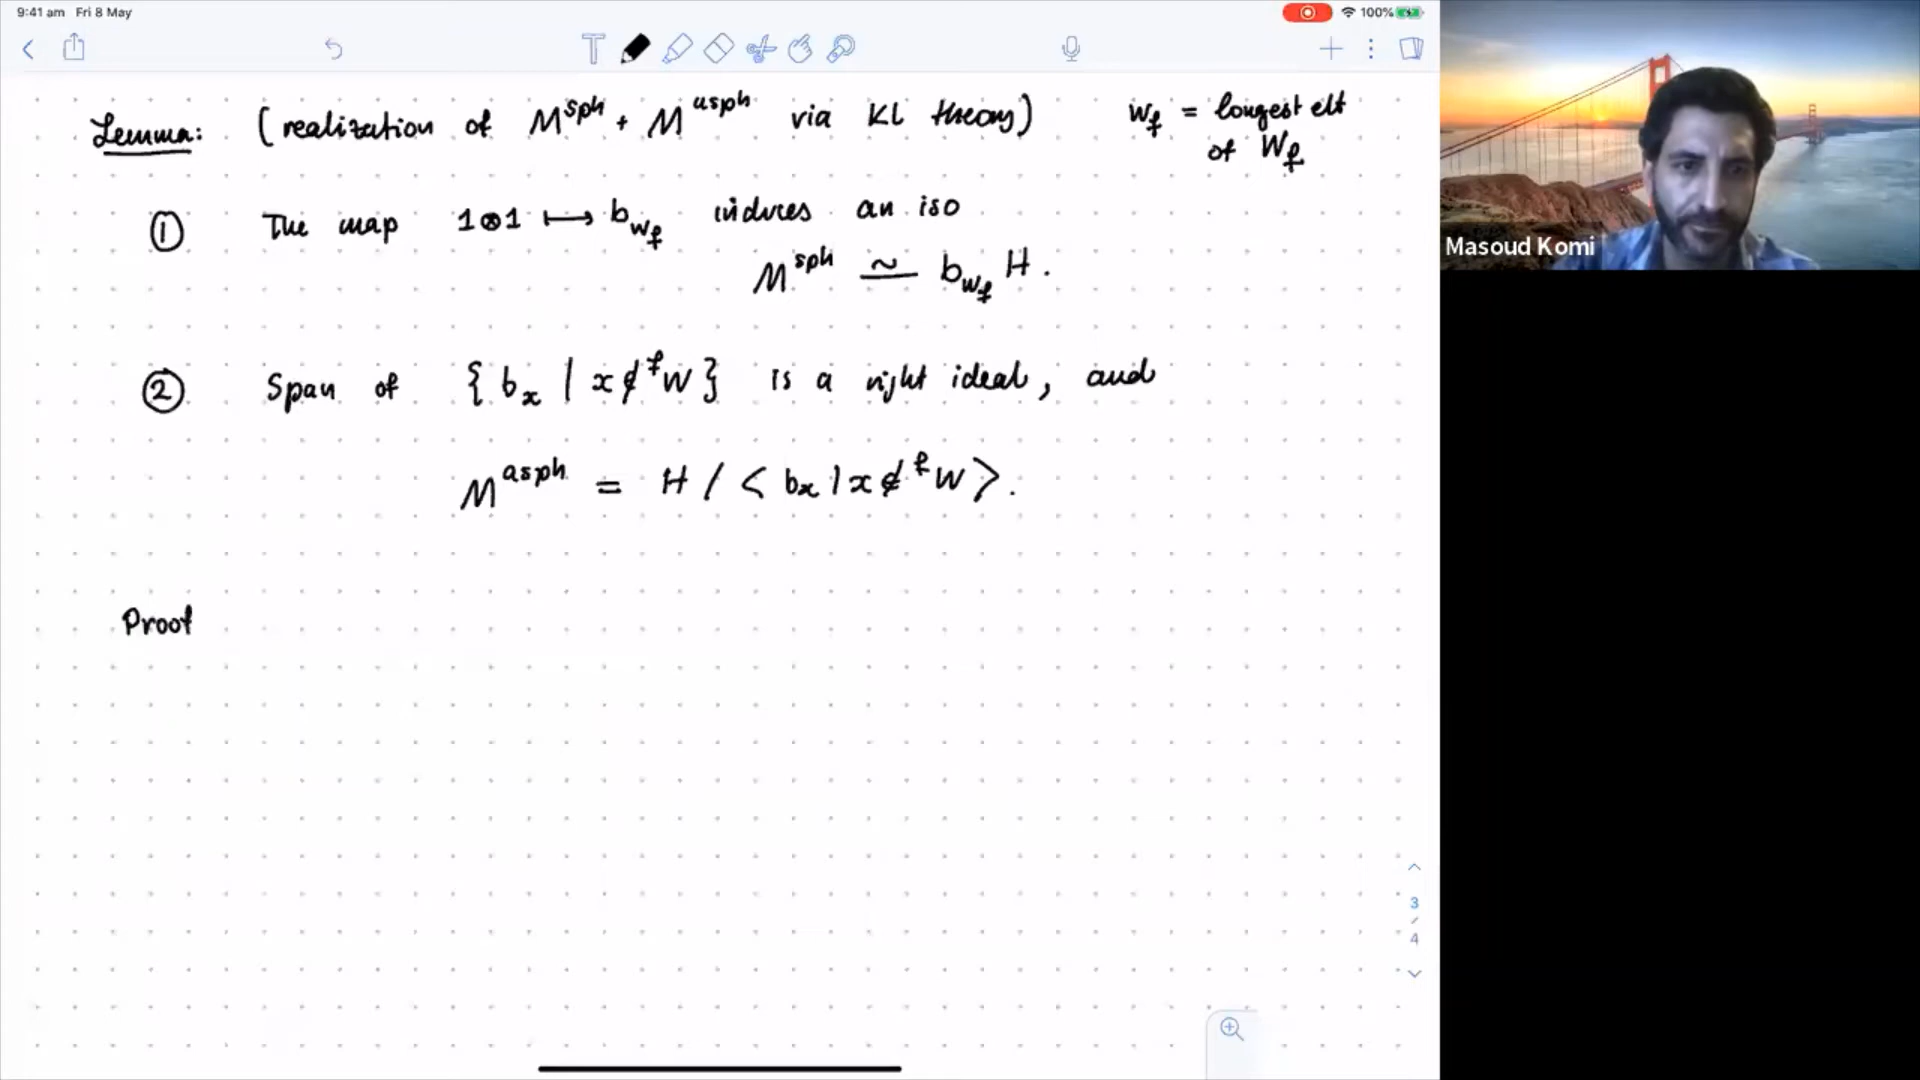 9:41 am Fri 8 May
100%
Lemma: (realization of M^sph + M^asph via KL theory) w_f = longest elt
of W_f
① The map 1⊗1 ↦ b_{w_f} induces an iso
M^sph ≃ b_{w_f} H.
② Span of { b_x | x ∉ ^fW } is a right ideal, and
M^asph = H / < b_x | x ∉ ^fW >.
Proof
3
/
4
Masoud Komi